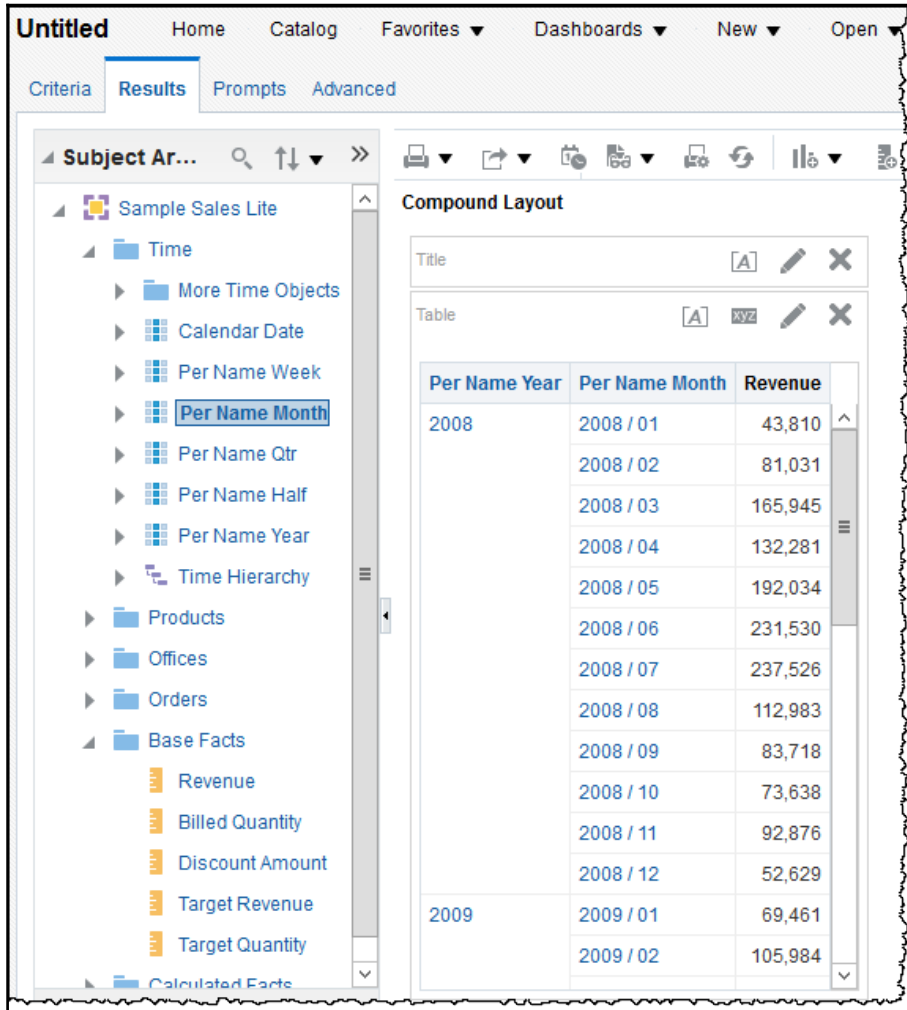 Untitled Home Catalog Favorites Dashboards New Open
Criteria Results Prompts Advanced
Subject Ar...
Sample Sales Lite
Time
More Time Objects
Calendar Date
Per Name Week
Per Name Month
Per Name Qtr
Per Name Half
Per Name Year
Time Hierarchy
Products
Offices
Orders
Base Facts
Revenue
Billed Quantity
Discount Amount
Target Revenue
Target Quantity
Calculated Facts
Compound Layout
Title [A]
Table [A] xyz
Per Name Year Per Name Month Revenue
2008 2008 / 01 43,810
2008 / 02 81,031
2008 / 03 165,945
2008 / 04 132,281
2008 / 05 192,034
2008 / 06 231,530
2008 / 07 237,526
2008 / 08 112,983
2008 / 09 83,718
2008 / 10 73,638
2008 / 11 92,876
2008 / 12 52,629
2009 2009 / 01 69,461
2009 / 02 105,984